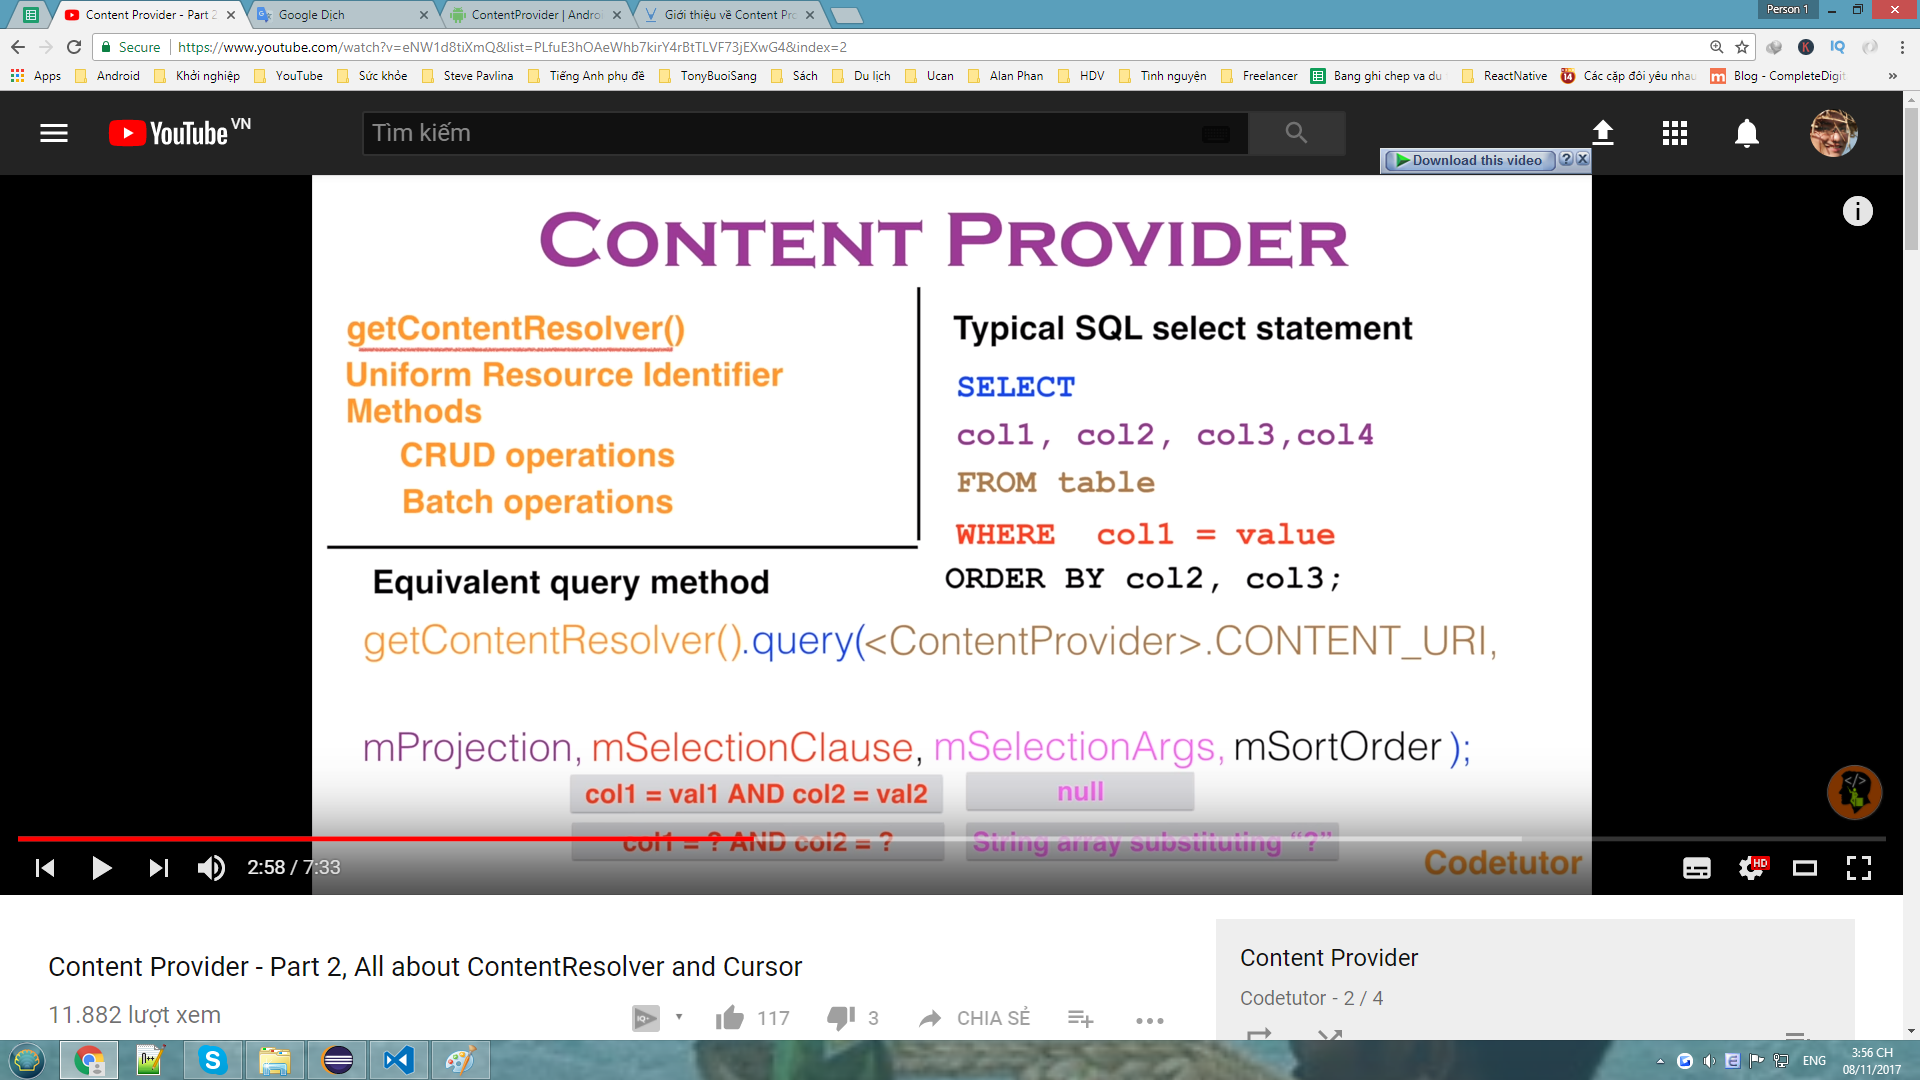 Content Provider - Part 2
Google Dịch
ContentProvider | Andro
Giới thiệu về Content Pro
Person 1
Secure
https://www.youtube.com/watch?v=eNW1d8tiXmQ&list=PLfuE3hOAeWhb7kirY4rBtTLVF73jEXwG4&index=2
Apps
Android
Khởi nghiệp
YouTube
Sức khỏe
Steve Pavlina
Tiếng Anh phụ đề
TonyBuoiSang
Sách
Du lịch
Ucan
Alan Phan
HDV
Tình nguyện
Freelancer
Bang ghi chep va du
ReactNative
Các cặp đôi yêu nhau
Blog - CompleteDigit
»
YouTube VN
Tìm kiếm
Download this video
CONTENT PROVIDER
getContentResolver()
Uniform Resource Identifier
Methods
CRUD operations
Batch operations
Typical SQL select statement
SELECT
col1, col2, col3,col4
FROM table
WHERE col1 = value
ORDER BY col2, col3;
Equivalent query method
getContentResolver().query(<ContentProvider>.CONTENT_URI,
mProjection, mSelectionClause, mSelectionArgs, mSortOrder );
col1 = val1 AND col2 = val2
null
col1 = ? AND col2 = ?
String array substituting “?”
Codetutor
2:58 / 7:33
HD
Content Provider - Part 2, All about ContentResolver and Cursor
11.882 lượt xem
117
3
CHIA SẺ
Content Provider
Codetutor - 2 / 4
ENG
3:56 CH
08/11/2017